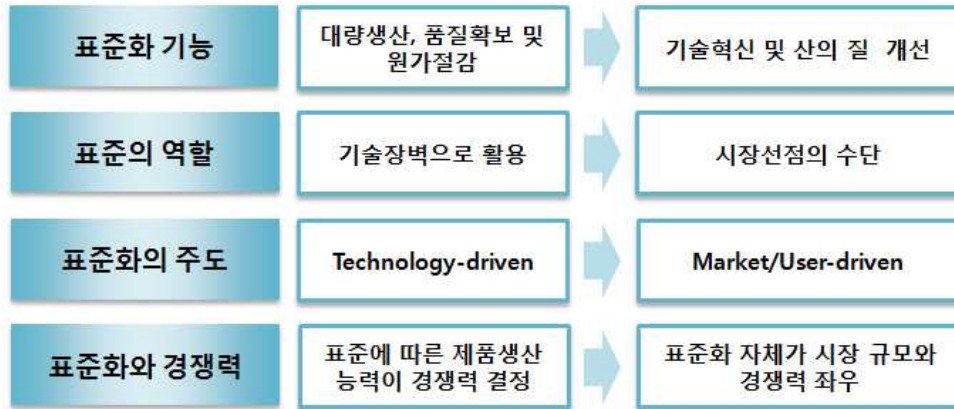 표준화 기능
대량생산, 품질확보 및
원가절감
기술혁신 및 산의 질 개선
표준의 역할
기술장벽으로 활용
시장선점의 수단
표준화의 주도
Technology-driven
Market/User-driven
표준화와 경쟁력
표준에 따른 제품생산
능력이 경쟁력 결정
표준화 자체가 시장 규모와
경쟁력 좌우